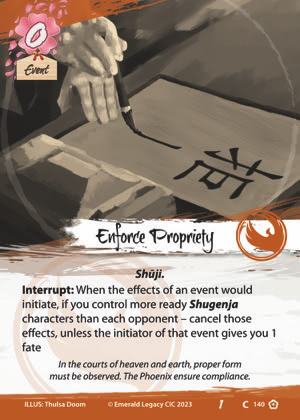 0
Event
Enforce Propriety
Shūji.
Interrupt: When the effects of an event would
initiate, if you control more ready Shugenja
characters than each opponent – cancel those
effects, unless the initiator of that event gives you 1
fate
In the courts of heaven and earth, proper form
must be observed. The Phoenix ensure compliance.
ILLUS: Thulsa Doom © Emerald Legacy CIC 2023 1 C 140